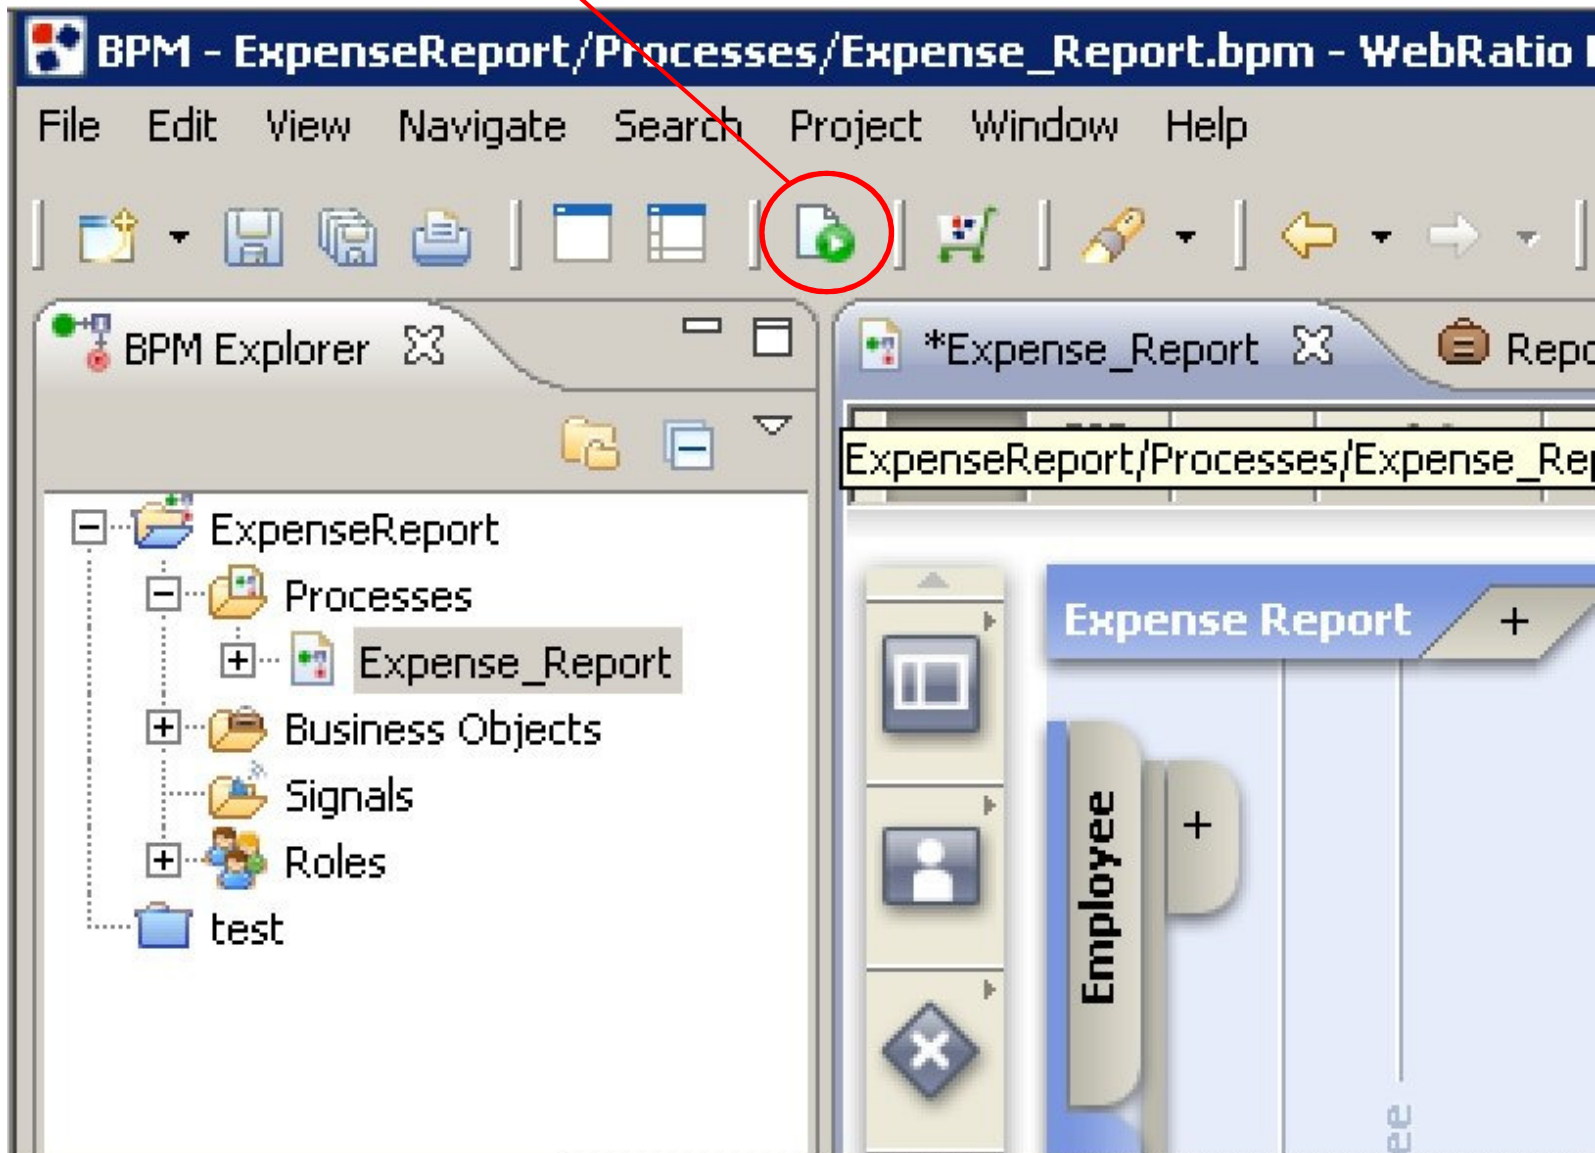 BPM - ExpenseReport/Processes/Expense_Report.bpm - WebRatio
File Edit View Navigate Search Project Window Help
BPM Explorer
*Expense_Report
ExpenseReport/Processes/Expense_
ExpenseReport
Processes
Expense_Report
Business Objects
Signals
Roles
test
Expense Report +
Employee
+